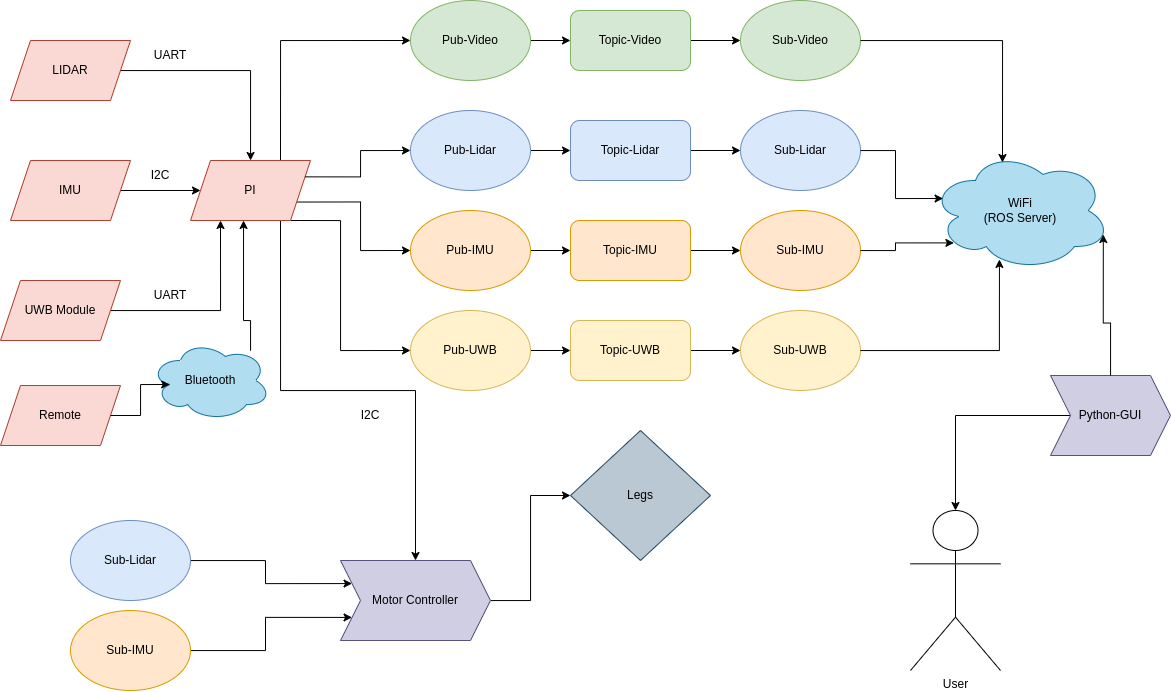 Pub-Video
Topic-Video
Sub-Video
UART
LIDAR
Pub-Lidar
Topic-Lidar
Sub-Lidar
I2C
IMU
PI
WiFi
(ROS Server)
Pub-IMU
Topic-IMU
Sub-IMU
UART
UWB Module
Pub-UWB
Topic-UWB
Sub-UWB
Bluetooth
Remote
I2C
Python-GUI
Legs
Sub-Lidar
Motor Controller
Sub-IMU
User